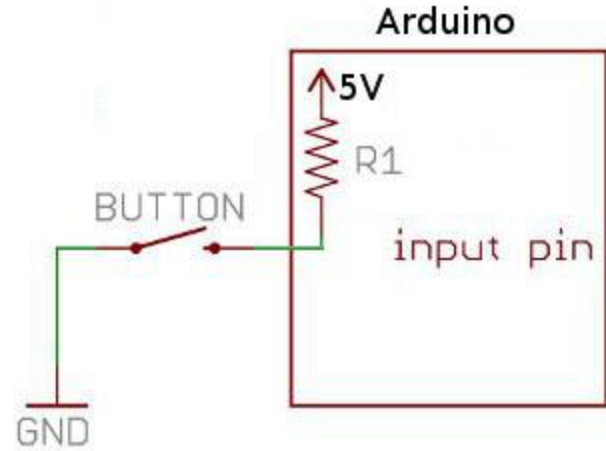 Arduino
5V
R1
BUTTON
input pin
GND